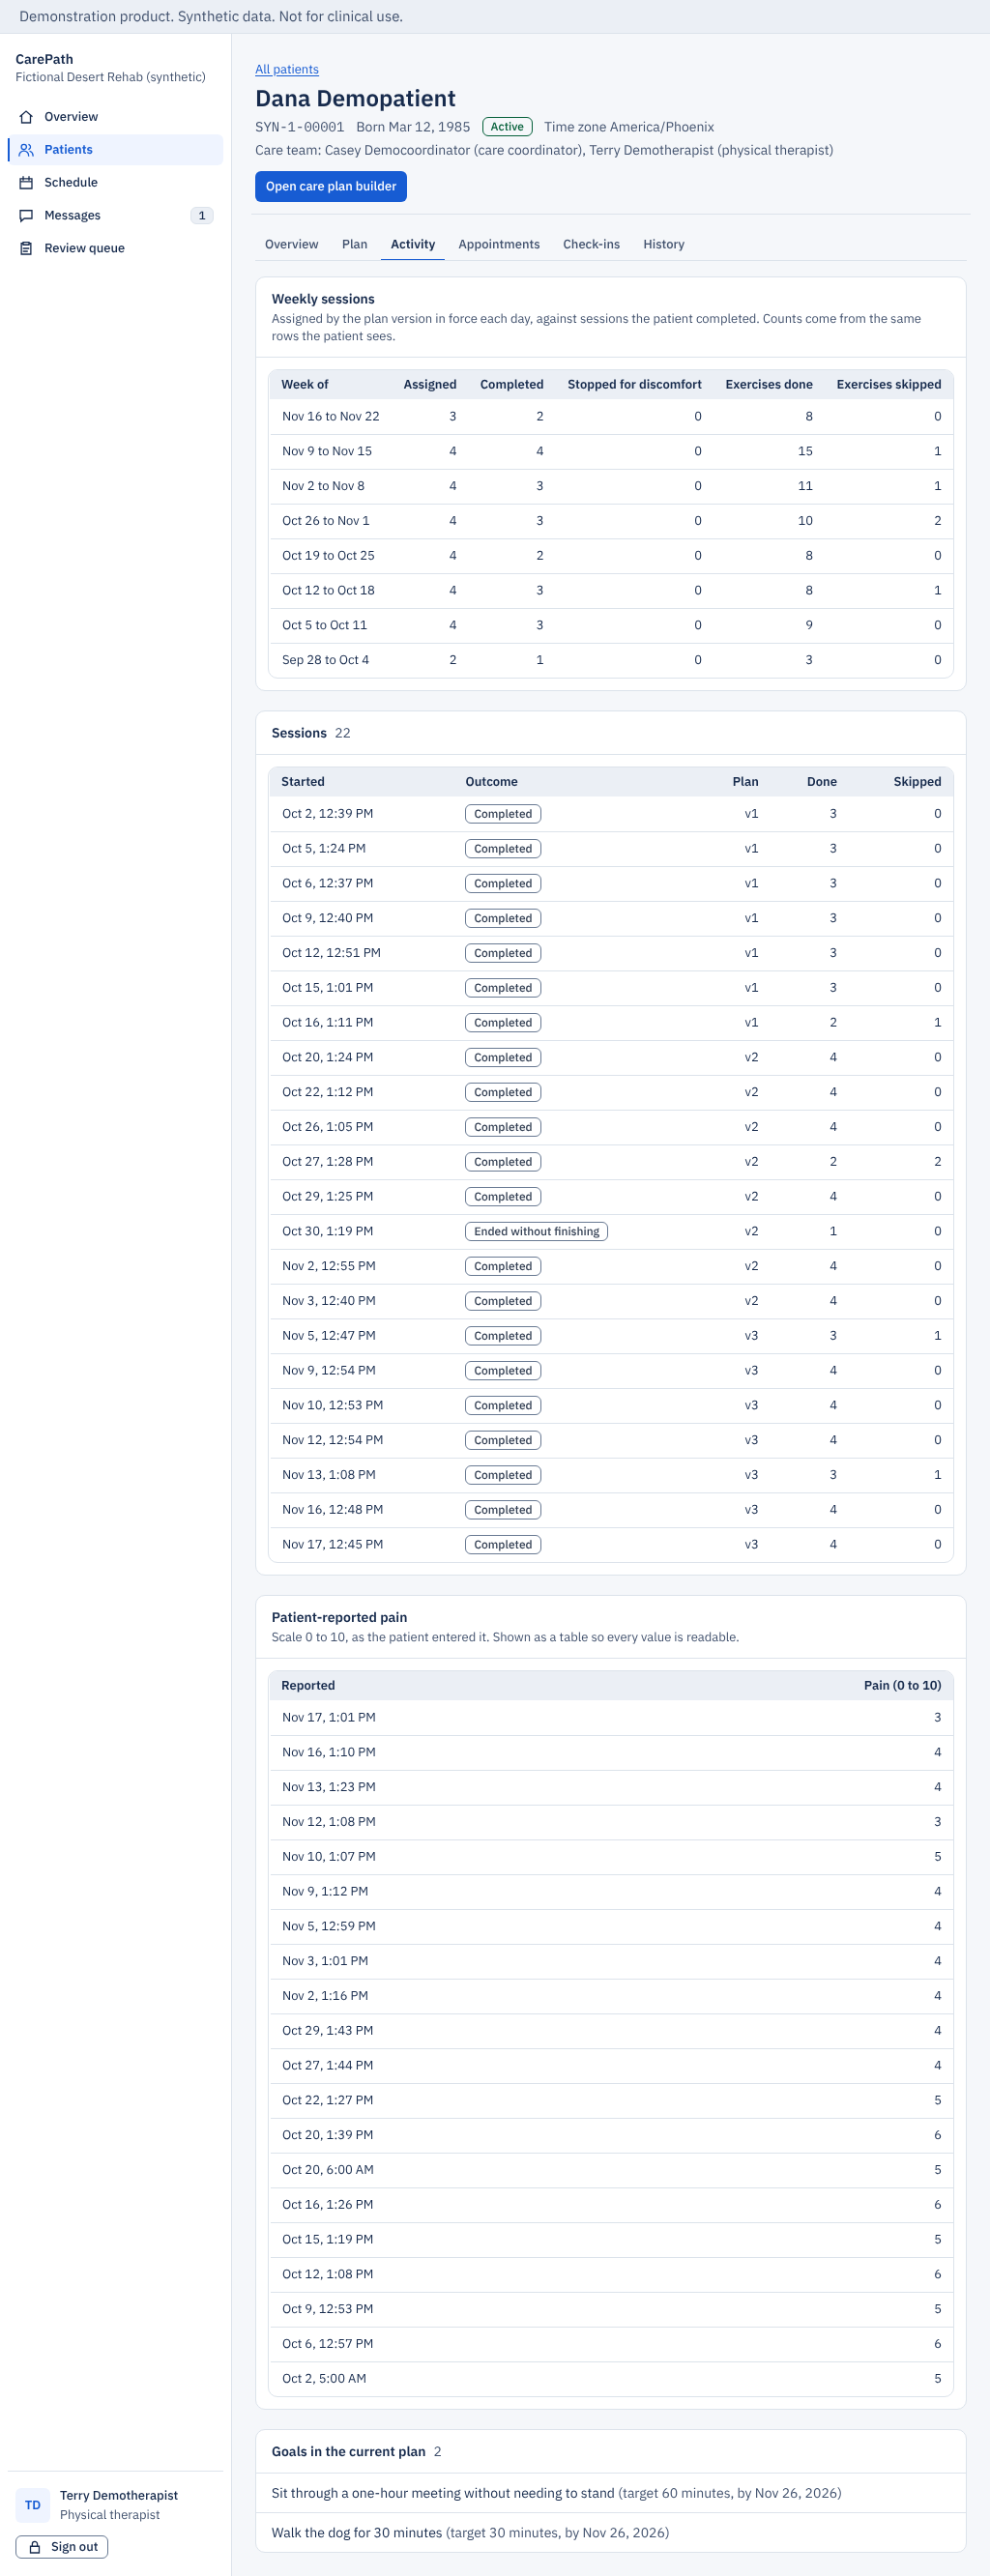 Demonstration product. Synthetic data. Not for clinical use.
CarePath
Fictional Desert Rehab (synthetic)
Overview
Patients
Schedule
Messages 1
Review queue
All patients
Dana Demopatient
SYN-1-00001 Born Mar 12, 1985 Active Time zone America/Phoenix
Care team: Casey Democoordinator (care coordinator), Terry Demotherapist (physical therapist)
Open care plan builder
Overview Plan Activity Appointments Check-ins History
Weekly sessions
Assigned by the plan version in force each day, against sessions the patient completed. Counts come from the same
rows the patient sees.
Week of Assigned Completed Stopped for discomfort Exercises done Exercises skipped
Nov 16 to Nov 22 3 2 0 8 0
Nov 9 to Nov 15 4 4 0 15 1
Nov 2 to Nov 8 4 3 0 11 1
Oct 26 to Nov 1 4 3 0 10 2
Oct 19 to Oct 25 4 2 0 8 0
Oct 12 to Oct 18 4 3 0 8 1
Oct 5 to Oct 11 4 3 0 9 0
Sep 28 to Oct 4 2 1 0 3 0
Sessions 22
Started Outcome Plan Done Skipped
Oct 2, 12:39 PM Completed v1 3 0
Oct 5, 1:24 PM Completed v1 3 0
Oct 6, 12:37 PM Completed v1 3 0
Oct 9, 12:40 PM Completed v1 3 0
Oct 12, 12:51 PM Completed v1 3 0
Oct 15, 1:01 PM Completed v1 3 0
Oct 16, 1:11 PM Completed v1 2 1
Oct 20, 1:24 PM Completed v2 4 0
Oct 22, 1:12 PM Completed v2 4 0
Oct 26, 1:05 PM Completed v2 4 0
Oct 27, 1:28 PM Completed v2 2 2
Oct 29, 1:25 PM Completed v2 4 0
Oct 30, 1:19 PM Ended without finishing v2 1 0
Nov 2, 12:55 PM Completed v2 4 0
Nov 3, 12:40 PM Completed v2 4 0
Nov 5, 12:47 PM Completed v3 3 1
Nov 9, 12:54 PM Completed v3 4 0
Nov 10, 12:53 PM Completed v3 4 0
Nov 12, 12:54 PM Completed v3 4 0
Nov 13, 1:08 PM Completed v3 3 1
Nov 16, 12:48 PM Completed v3 4 0
Nov 17, 12:45 PM Completed v3 4 0
Patient-reported pain
Scale 0 to 10, as the patient entered it. Shown as a table so every value is readable.
Reported Pain (0 to 10)
Nov 17, 1:01 PM 3
Nov 16, 1:10 PM 4
Nov 13, 1:23 PM 4
Nov 12, 1:08 PM 3
Nov 10, 1:07 PM 5
Nov 9, 1:12 PM 4
Nov 5, 12:59 PM 4
Nov 3, 1:01 PM 4
Nov 2, 1:16 PM 4
Oct 29, 1:43 PM 4
Oct 27, 1:44 PM 4
Oct 22, 1:27 PM 5
Oct 20, 1:39 PM 6
Oct 20, 6:00 AM 5
Oct 16, 1:26 PM 6
Oct 15, 1:19 PM 5
Oct 12, 1:08 PM 6
Oct 9, 12:53 PM 5
Oct 6, 12:57 PM 6
Oct 2, 5:00 AM 5
Goals in the current plan 2
Sit through a one-hour meeting without needing to stand (target 60 minutes, by Nov 26, 2026)
Walk the dog for 30 minutes (target 30 minutes, by Nov 26, 2026)
TD
Terry Demotherapist
Physical therapist
Sign out